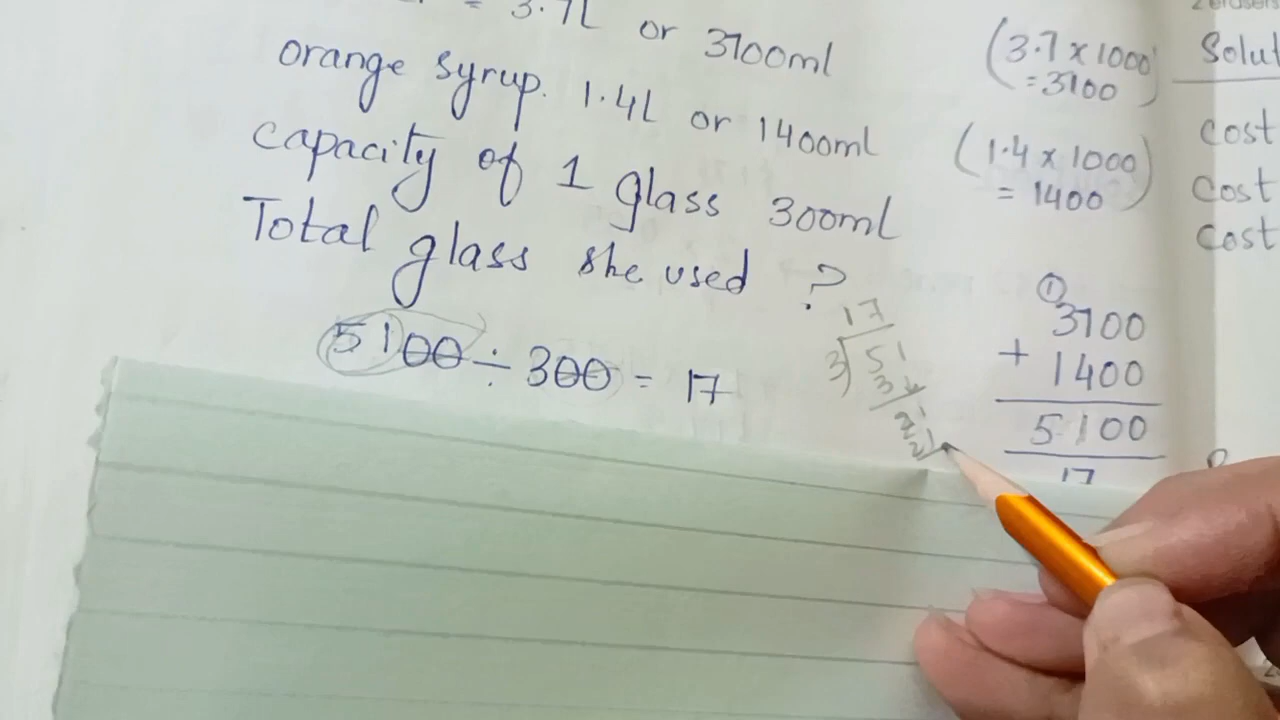 = 3.7L or 3700ml
orange syrup. 1.4L or 1400ml
capacity of 1 glass 300ml
Total glass she used ?
5100 ÷ 300 = 17
17
3) 51
3
21
21
(3.7 x 1000
= 3700)
(1.4 x 1000)
= 1400
1
3700
+ 1400
5100
17
Solut
cost
cost
cost